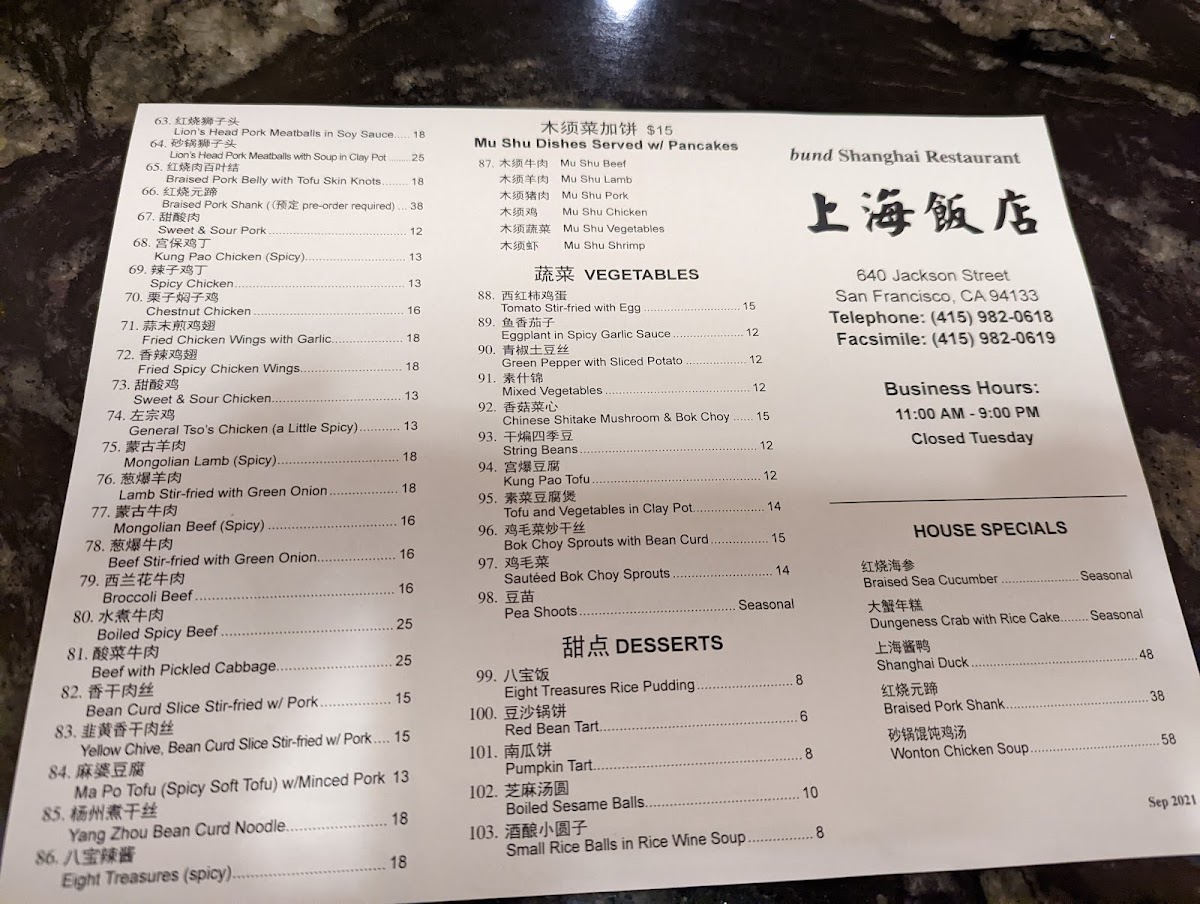 63. 红烧狮子头
Lion's Head Pork Meatballs in Soy Sauce..... 18
64. 砂锅狮子头
Lion's Head Pork Meatballs with Soup in Clay Pot ........ 25
65. 红烧肉百叶结
Braised Pork Belly with Tofu Skin Knots........ 18
66. 红烧元蹄
Braised Pork Shank (（预定 pre-order required) ... 38
67. 甜酸肉
Sweet & Sour Pork ........................................ 12
68. 宫保鸡丁
Kung Pao Chicken (Spicy)............................. 13
69. 辣子鸡丁
Spicy Chicken................................................ 13
70. 栗子焖子鸡
Chestnut Chicken.......................................... 16
71. 蒜末煎鸡翅
Fried Chicken Wings with Garlic.................... 18
72. 香辣鸡翅
Fried Spicy Chicken Wings............................ 18
73. 甜酸鸡
Sweet & Sour Chicken................................... 13
74. 左宗鸡
General Tso's Chicken (a Little Spicy)........... 13
75. 蒙古羊肉
Mongolian Lamb (Spicy)................................ 18
76. 葱爆羊肉
Lamb Stir-fried with Green Onion.................. 18
77. 蒙古牛肉
Mongolian Beef (Spicy) ................................. 16
78. 葱爆牛肉
Beef Stir-fried with Green Onion.................... 16
79. 西兰花牛肉
Broccoli Beef ................................................. 16
80. 水煮牛肉
Boiled Spicy Beef .......................................... 25
81. 酸菜牛肉
Beef with Pickled Cabbage............................ 25
82. 香干肉丝
Bean Curd Slice Stir-fried w/ Pork................. 15
83. 韭黄香干肉丝
Yellow Chive, Bean Curd Slice Stir-fried w/ Pork.... 15
84. 麻婆豆腐
Ma Po Tofu (Spicy Soft Tofu) w/Minced Pork 13
85. 杨州煮干丝
Yang Zhou Bean Curd Noodle....................... 18
86. 八宝辣酱
Eight Treasures (spicy).................................. 18
木须菜加饼 $15
Mu Shu Dishes Served w/ Pancakes
87. 木须牛肉 Mu Shu Beef
木须羊肉 Mu Shu Lamb
木须猪肉 Mu Shu Pork
木须鸡 Mu Shu Chicken
木须蔬菜 Mu Shu Vegetables
木须虾 Mu Shu Shrimp
蔬菜 VEGETABLES
88. 西红柿鸡蛋
Tomato Stir-fried with Egg ........................... 15
89. 鱼香茄子
Eggplant in Spicy Garlic Sauce.................... 12
90. 青椒土豆丝
Green Pepper with Sliced Potato ................. 12
91. 素什锦
Mixed Vegetables ........................................ 12
92. 香菇菜心
Chinese Shitake Mushroom & Bok Choy ...... 15
93. 干煸四季豆
String Beans................................................. 12
94. 宫爆豆腐
Kung Pao Tofu.............................................. 12
95. 素菜豆腐煲
Tofu and Vegetables in Clay Pot.................... 14
96. 鸡毛菜炒干丝
Bok Choy Sprouts with Bean Curd................ 15
97. 鸡毛菜
Sautéed Bok Choy Sprouts ........................... 14
98. 豆苗
Pea Shoots.......................................... Seasonal
甜点 DESSERTS
99. 八宝饭
Eight Treasures Rice Pudding......................... 8
100. 豆沙锅饼
Red Bean Tart................................................ 6
101. 南瓜饼
Pumpkin Tart.................................................. 8
102. 芝麻汤圆
Boiled Sesame Balls..................................... 10
103. 酒酿小圆子
Small Rice Balls in Rice Wine Soup................ 8
bund Shanghai Restaurant
上海飯店
640 Jackson Street
San Francisco, CA 94133
Telephone: (415) 982-0618
Facsimile: (415) 982-0619
Business Hours:
11:00 AM - 9:00 PM
Closed Tuesday
HOUSE SPECIALS
红烧海参
Braised Sea Cucumber ..................... Seasonal
大蟹年糕
Dungeness Crab with Rice Cake........ Seasonal
上海酱鸭
Shanghai Duck .............................................. 48
红烧元蹄
Braised Pork Shank....................................... 38
砂锅馄饨鸡汤
Wonton Chicken Soup................................... 58
Sep 2021